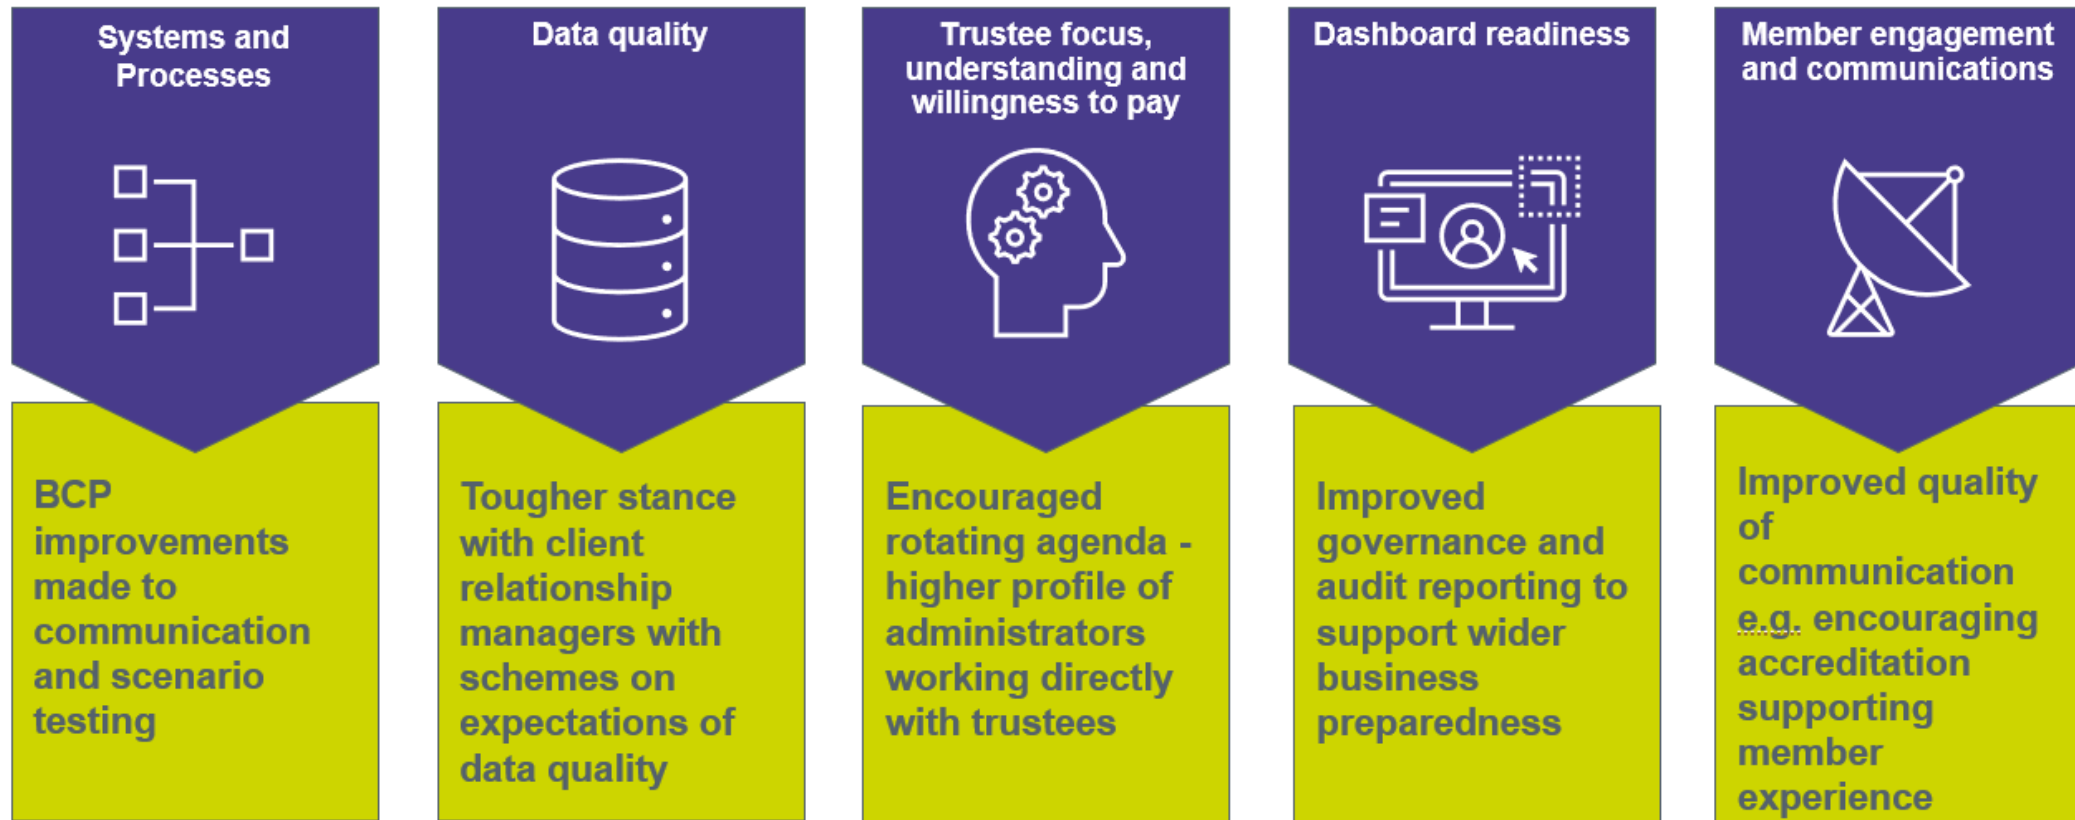 Systems and
Processes
BCP
improvements
made to
communication
and scenario
testing
Data quality
Tougher stance
with client
relationship
managers with
schemes on
expectations of
data quality
Trustee focus,
understanding and
willingness to pay
Encouraged
rotating agenda -
higher profile of
administrators
working directly
with trustees
Dashboard readiness
Improved
governance and
audit reporting to
support wider
business
preparedness
Member engagement
and communications
Improved quality
of
communication
e.g. encouraging
accreditation
supporting
member
experience